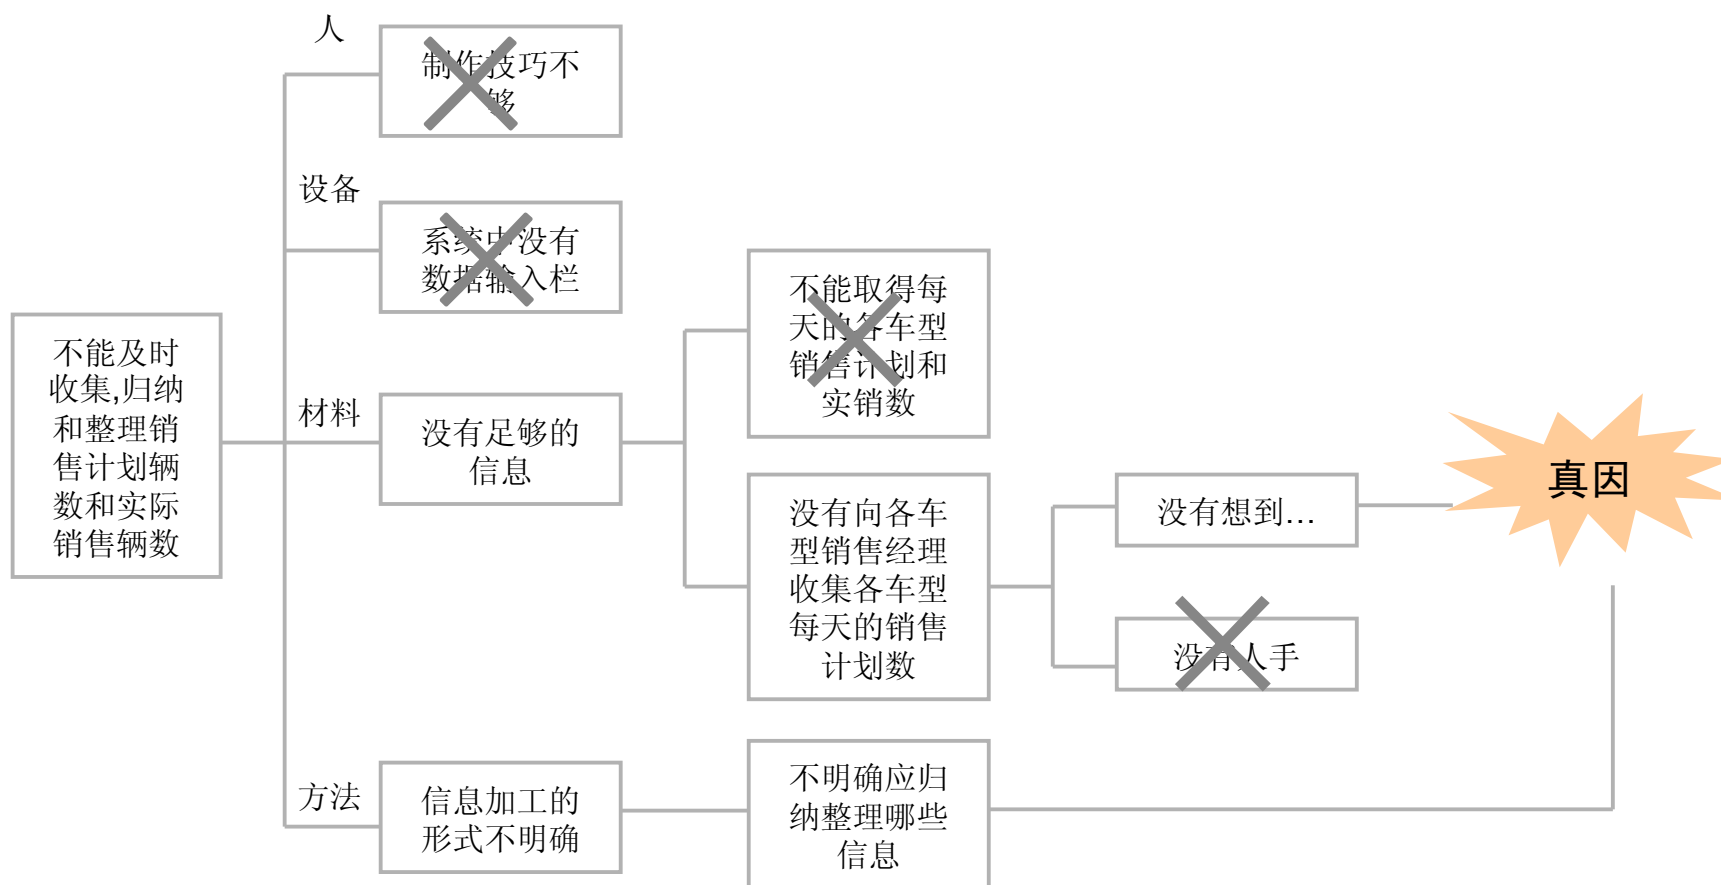 人
制作技巧不
够
设备
系统中没有
数据输入栏
不能及时
收集,归纳
和整理销
售计划辆
数和实际
销售辆数
材料
没有足够的
信息
不能取得每
天的各车型
销售计划和
实销数
没有向各车
型销售经理
收集各车型
每天的销售
计划数
没有想到…
没有人手
真因
方法
信息加工的
形式不明确
不明确应归
纳整理哪些
信息